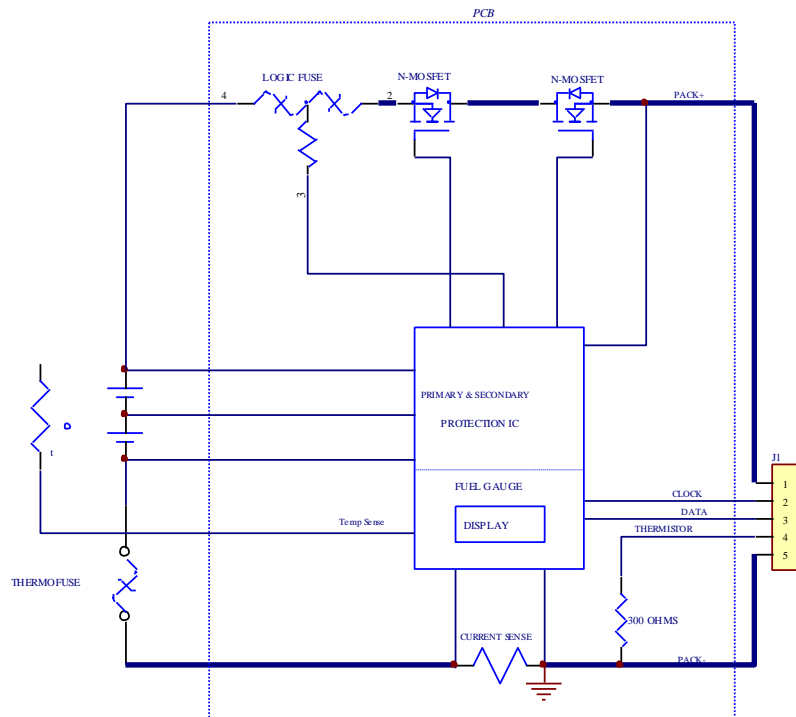 PCB
LOGIC FUSE
N-MOSFET
N-MOSFET
4
2
PACK+
3
PRIMARY & SECONDARY
PROTECTION IC
t
FUEL GAUGE
J1
1
CLOCK
2
DATA
3
Temp Sense
DISPLAY
THERMISTOR
4
5
THERMOFUSE
300 OHMS
CURRENT SENSE
PACK-